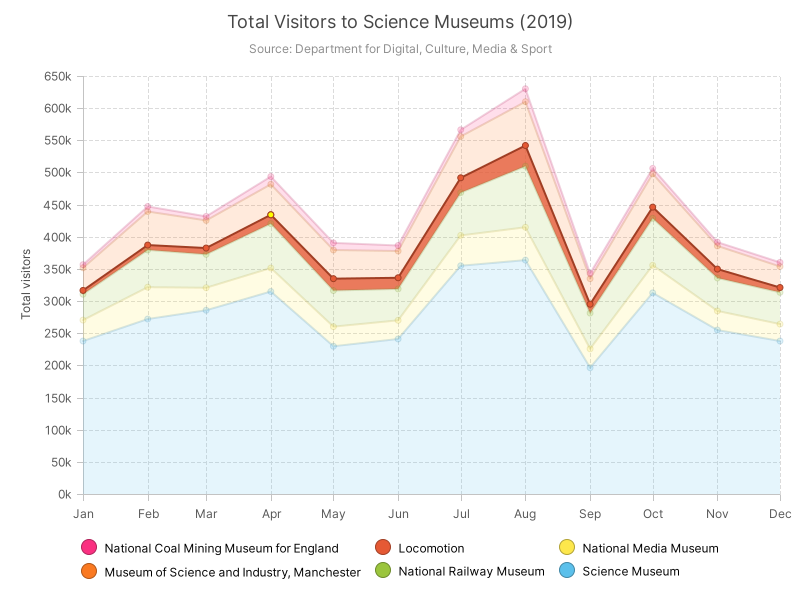 Total Visitors to Science Museums (2019)
Source: Department for Digital, Culture, Media & Sport
650k
600k
550k
500k
450k
400k
350k
300k
250k
200k
150k
100k
50k
0k
Total visitors
Jan Feb Mar Apr May Jun Jul Aug Sep Oct Nov Dec
National Coal Mining Museum for England Locomotion National Media Museum
Museum of Science and Industry, Manchester National Railway Museum Science Museum